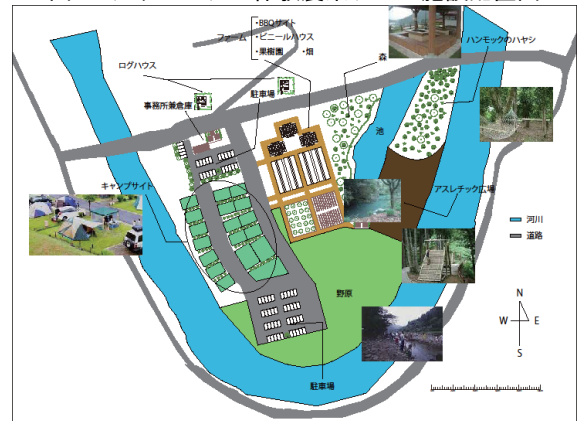 ・BBQサイト
ファーム ・ビニールハウス
・果樹園 ・畑
森
ハンモックのハヤシ
ログハウス
駐車場
事務所兼倉庫
池
キャンプサイト
アスレチック広場
河川
道路
野原
N
W E
S
駐車場